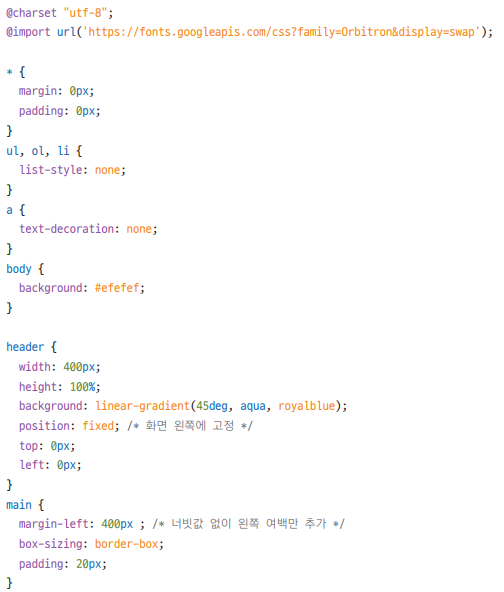 @charset "utf-8";
@import url('https://fonts.googleapis.com/css?family=Orbitron&display=swap');

* {
  margin: 0px;
  padding: 0px;
}
ul, ol, li {
  list-style: none;
}
a {
  text-decoration: none;
}
body {
  background: #efefef;
}

header {
  width: 400px;
  height: 100%;
  background: linear-gradient(45deg, aqua, royalblue);
  position: fixed; /* 화면 왼쪽에 고정 */
  top: 0px;
  left: 0px;
}
main {
  margin-left: 400px ; /* 너빗값 없이 왼쪽 여백만 추가 */
  box-sizing: border-box;
  padding: 20px;
}